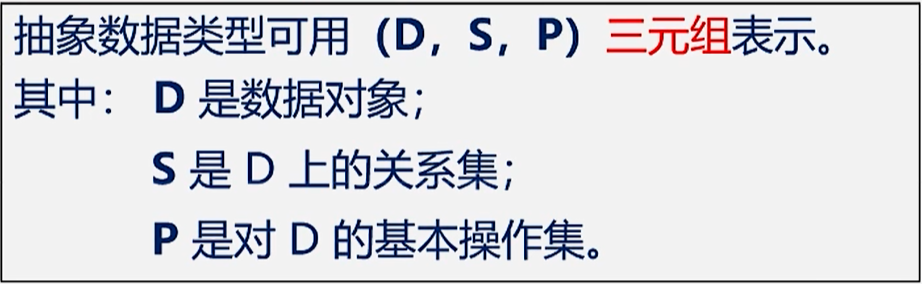 抽象数据类型可用（D，S，P）三元组表示。
其中： D 是数据对象；
S 是 D 上的关系集；
P 是对 D 的基本操作集。